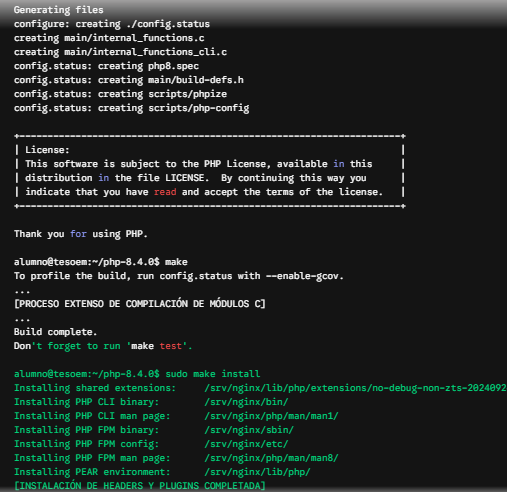 Generating files
configure: creating ./config.status
creating main/internal_functions.c
creating main/internal_functions_cli.c
config.status: creating php8.spec
config.status: creating main/build-defs.h
config.status: creating scripts/phpize
config.status: creating scripts/php-config
+--------------------------------------------------------------------+
| License:                                                           |
| This software is subject to the PHP License, available in this     |
| distribution in the file LICENSE.  By continuing this way you      |
| indicate that you have read and accept the terms of the license.   |
+--------------------------------------------------------------------+
Thank you for using PHP.
alumno@tesoem:~/php-8.4.0$ make
To profile the build, run config.status with --enable-gcov.
...
[PROCESO EXTENSO DE COMPILACIÓN DE MÓDULOS C]
...
Build complete.
Don't forget to run 'make test'.
alumno@tesoem:~/php-8.4.0$ sudo make install
Installing shared extensions:     /srv/nginx/lib/php/extensions/no-debug-non-zts-2024092
Installing PHP CLI binary:        /srv/nginx/bin/
Installing PHP CLI man page:      /srv/nginx/php/man/man1/
Installing PHP FPM binary:        /srv/nginx/sbin/
Installing PHP FPM config:        /srv/nginx/etc/
Installing PHP FPM man page:      /srv/nginx/php/man/man8/
Installing PEAR environment:      /srv/nginx/lib/php/
[INSTALACIÓN DE HEADERS Y PLUGINS COMPLETADA]